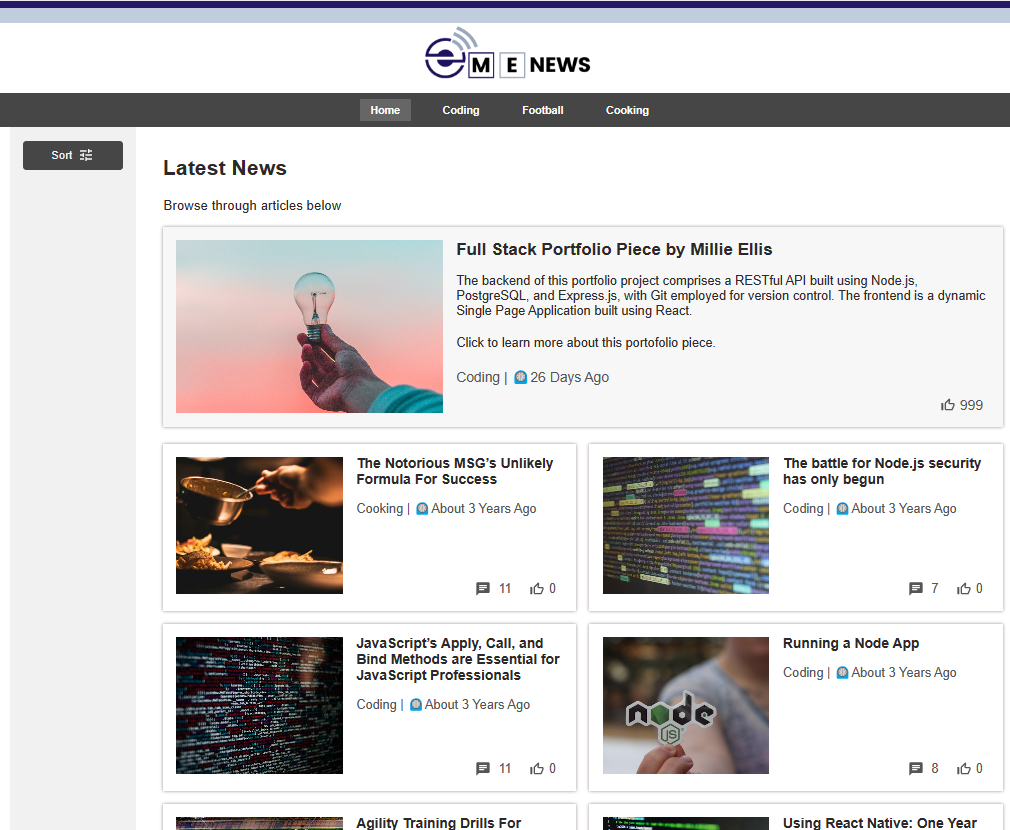 M E NEWS
Home Coding Football Cooking
Sort
Latest News
Browse through articles below
Full Stack Portfolio Piece by Millie Ellis
The backend of this portfolio project comprises a RESTful API built using Node.js,
PostgreSQL, and Express.js, with Git employed for version control. The frontend is a dynamic
Single Page Application built using React.
Click to learn more about this portofolio piece.
Coding | 26 Days Ago
999
The Notorious MSG's Unlikely
Formula For Success
Cooking | About 3 Years Ago
11 0
The battle for Node.js security
has only begun
Coding | About 3 Years Ago
7 0
JavaScript's Apply, Call, and
Bind Methods are Essential for
JavaScript Professionals
Coding | About 3 Years Ago
11 0
node
JS
Running a Node App
Coding | About 3 Years Ago
8 0
Agility Training Drills For
Using React Native: One Year